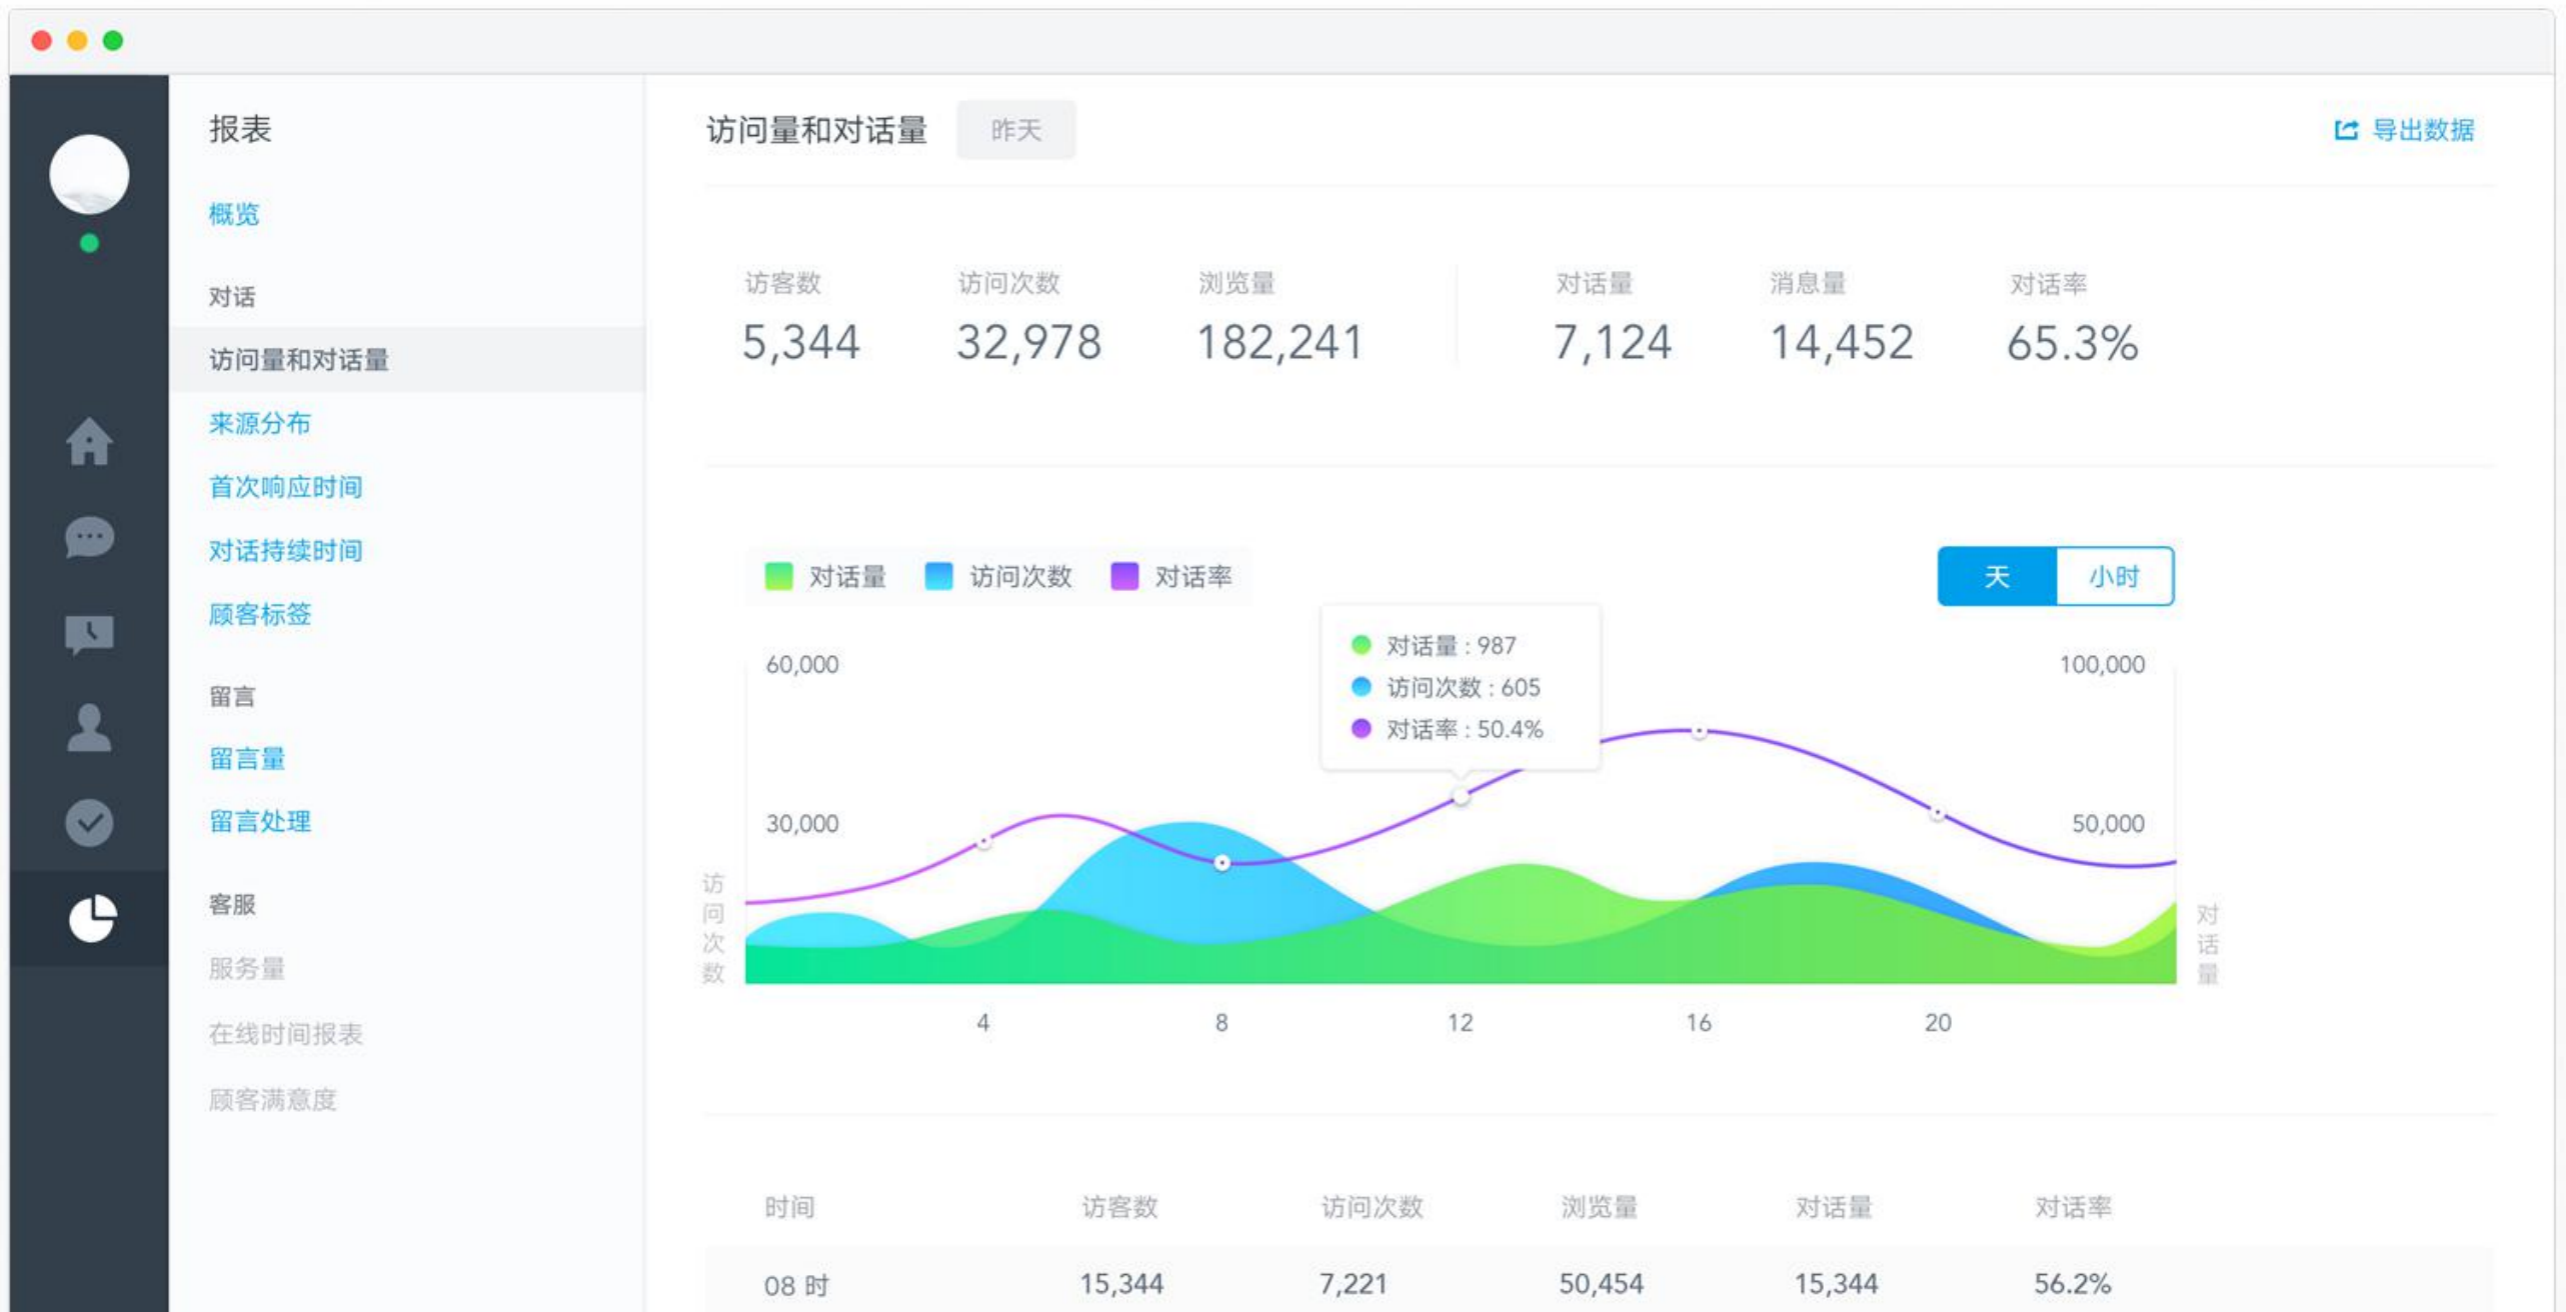 报表
概览
对话
访问量和对话量
来源分布
首次响应时间
对话持续时间
顾客标签
留言
留言量
留言处理
客服
服务量
在线时间报表
顾客满意度
访问量和对话量 昨天 导出数据
访客数 访问次数 浏览量 对话量 消息量 对话率
5,344 32,978 182,241 7,124 14,452 65.3%
对话量 访问次数 对话率 天 小时
对话量 : 987
访问次数 : 605
对话率 : 50.4%
60,000 100,000
30,000 50,000
访问次数
对话量
4 8 12 16 20
时间 访客数 访问次数 浏览量 对话量 对话率
08 时 15,344 7,221 50,454 15,344 56.2%